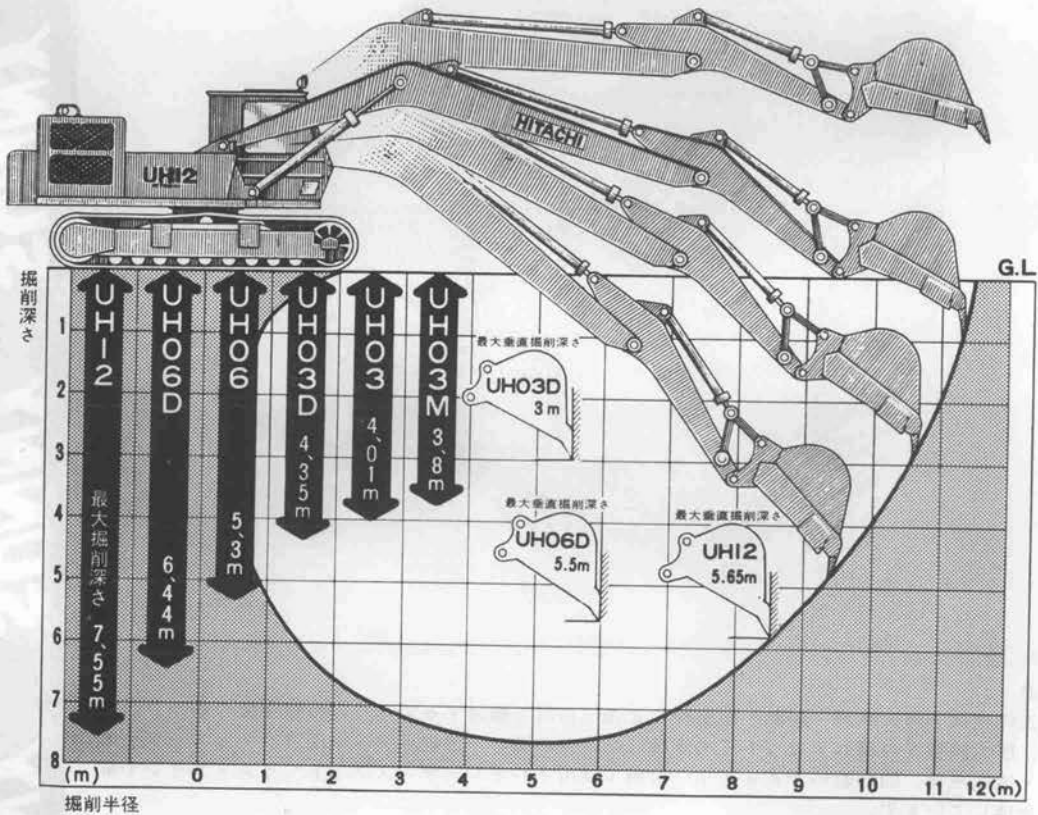 HITACHI
UH12
G.L
掘削深さ
1
2
3
4
5
6
7
8
(m)
UH12
最大掘削深さ 7,55m
UH06D
6,44m
UH06
5,3m
UH03D
4,35m
UH03
4,01m
UH03M
3,8m
最大垂直掘削深さ
UH03D
3m
最大垂直掘削深さ
UH06D
5.5m
最大垂直掘削深さ
UH12
5.65m
0 1 2 3 4 5 6 7 8 9 10 11 12(m)
掘削半径